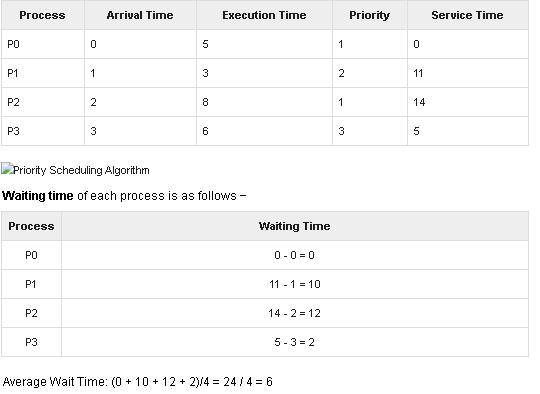 Process Arrival Time Execution Time Priority Service Time
P0 0 5 1 0
P1 1 3 2 11
P2 2 8 1 14
P3 3 6 3 5
Priority Scheduling Algorithm
Waiting time of each process is as follows −
Process Waiting Time
P0 0 - 0 = 0
P1 11 - 1 = 10
P2 14 - 2 = 12
P3 5 - 3 = 2
Average Wait Time: (0 + 10 + 12 + 2)/4 = 24 / 4 = 6